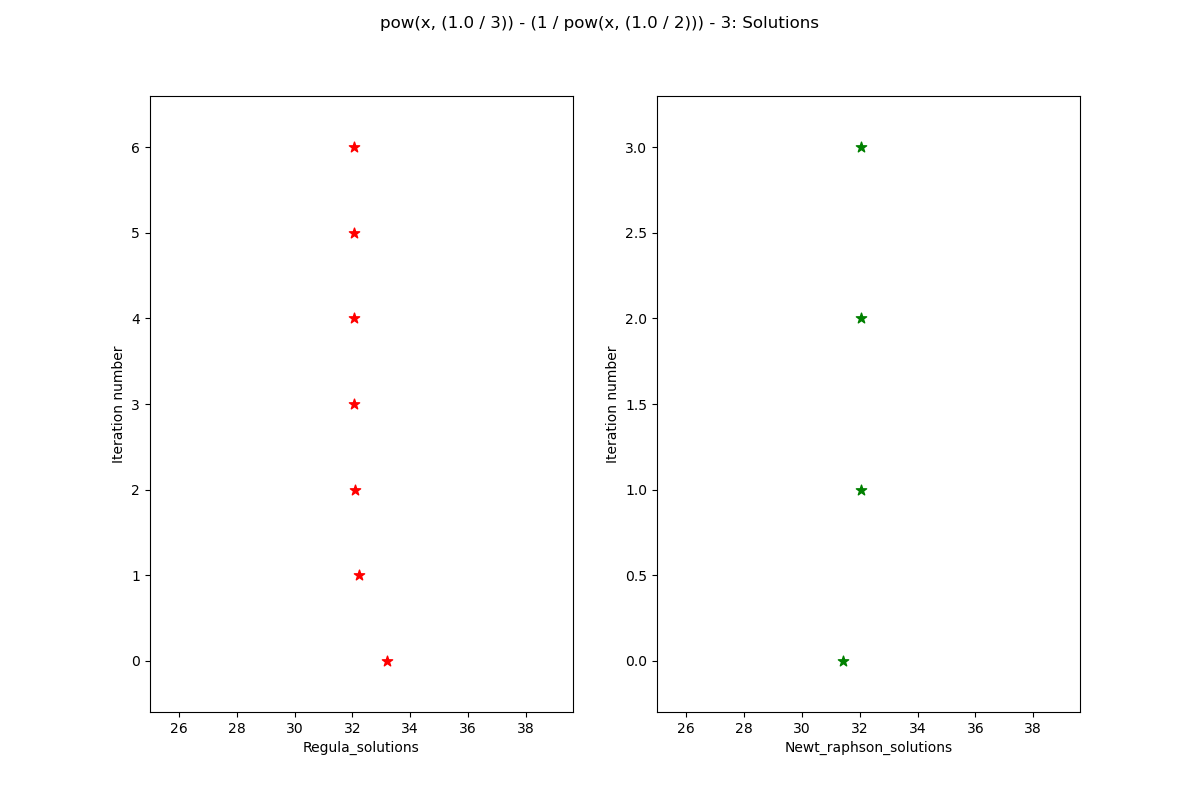 pow(x, (1.0 / 3)) - (1 / pow(x, (1.0 / 2))) - 3: Solutions
6
5
4
3
2
1
0
Iteration number
26 28 30 32 34 36 38
Regula_solutions
3.0
2.5
2.0
1.5
1.0
0.5
0.0
Iteration number
26 28 30 32 34 36 38
Newt_raphson_solutions